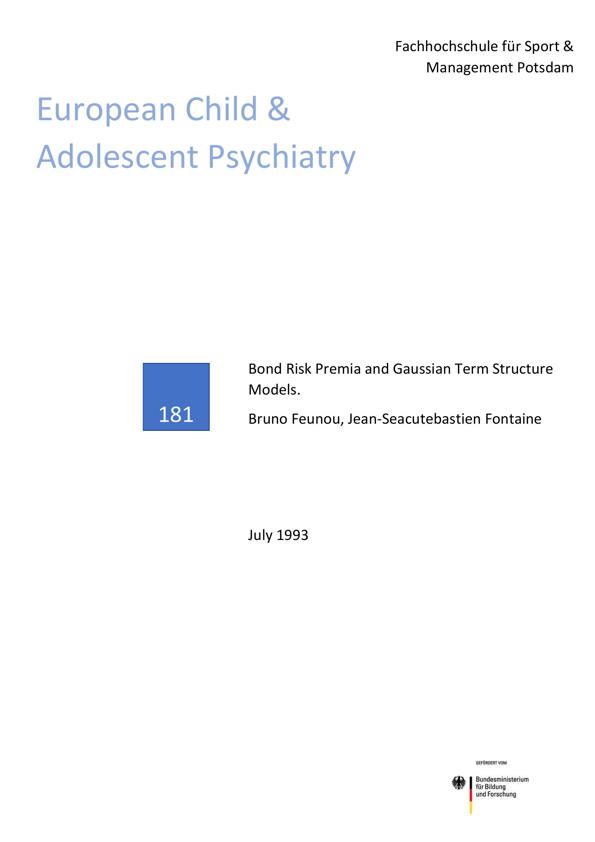 Fachhochschule für Sport &
Management Potsdam
European Child &
Adolescent Psychiatry
181
Bond Risk Premia and Gaussian Term Structure
Models.
Bruno Feunou, Jean-Seacutebastien Fontaine
July 1993
GEFÖRDERT VOM
Bundesministerium
für Bildung
und Forschung